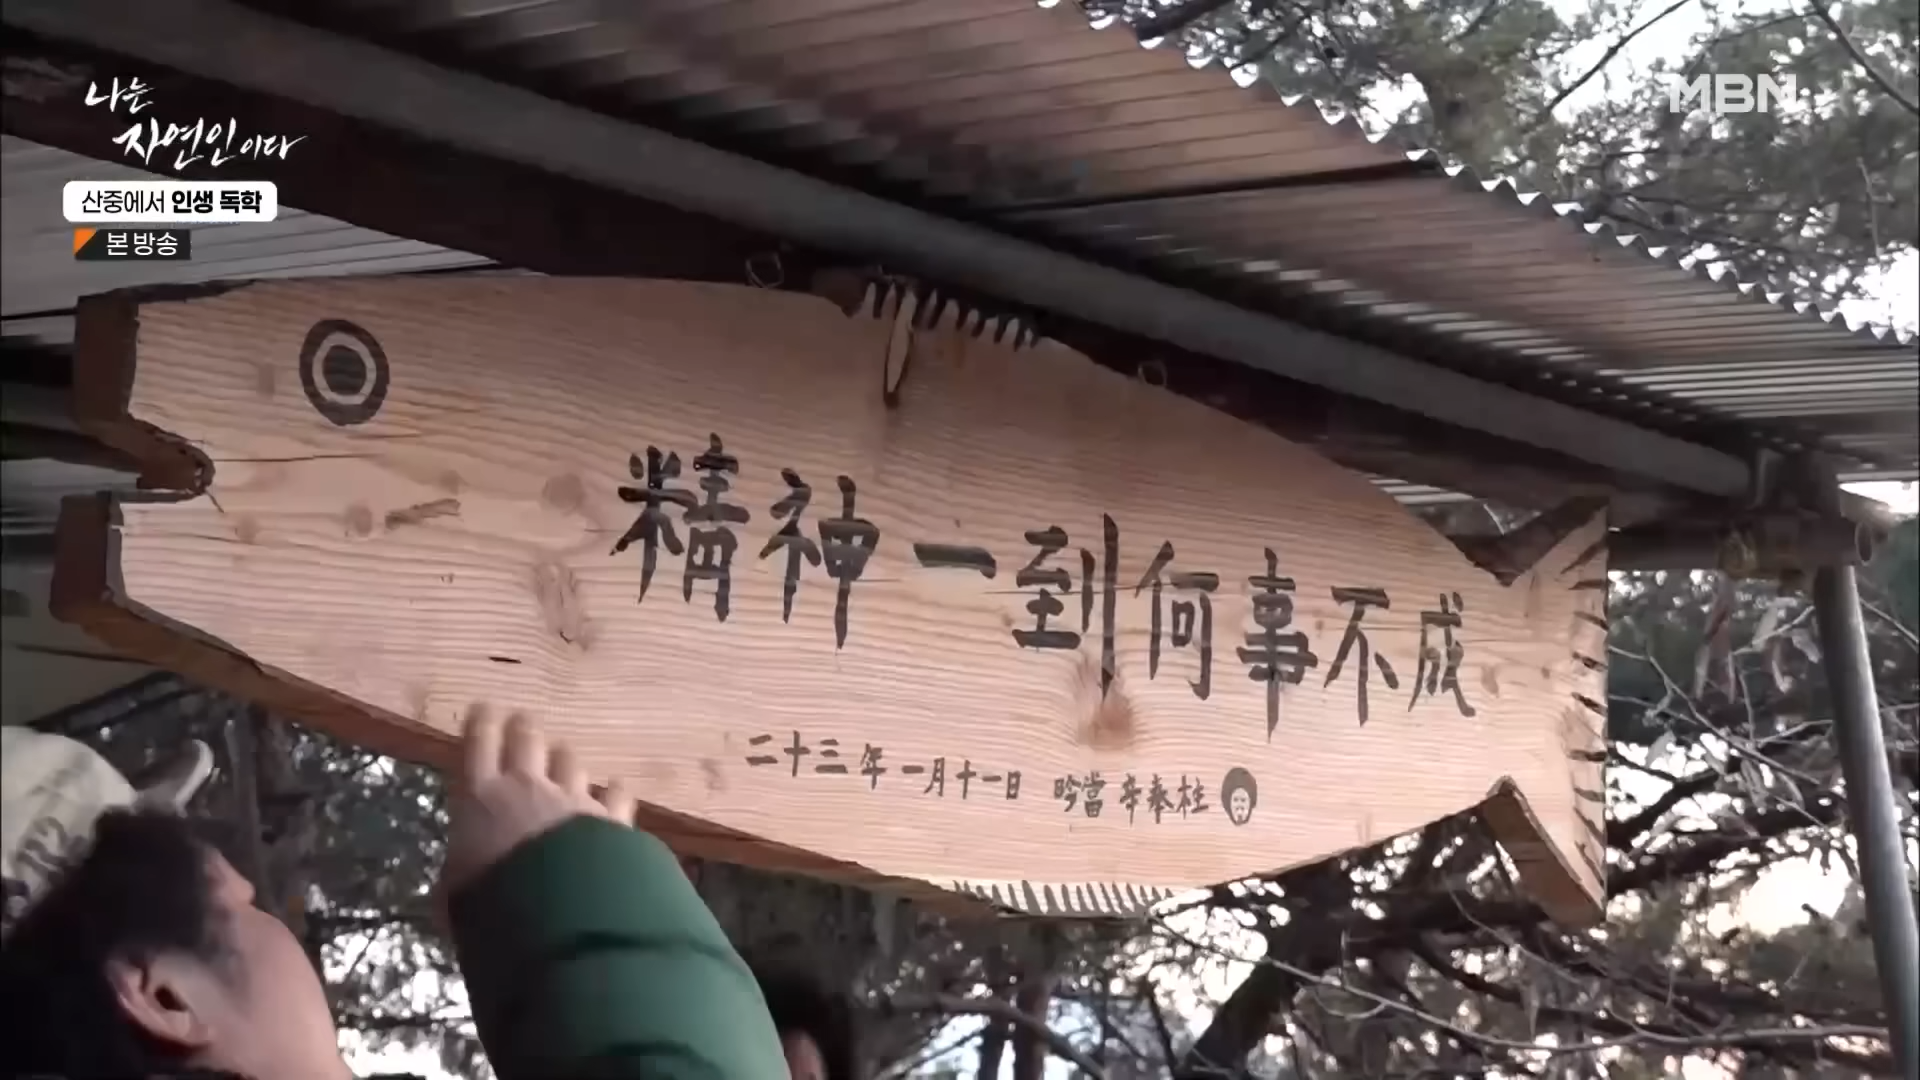 나는
자연인이다
산중에서 인생 독학
본 방송
MBN
精神一到何事不成
二十三年 一月十一日 昑當 辛奉柱
112